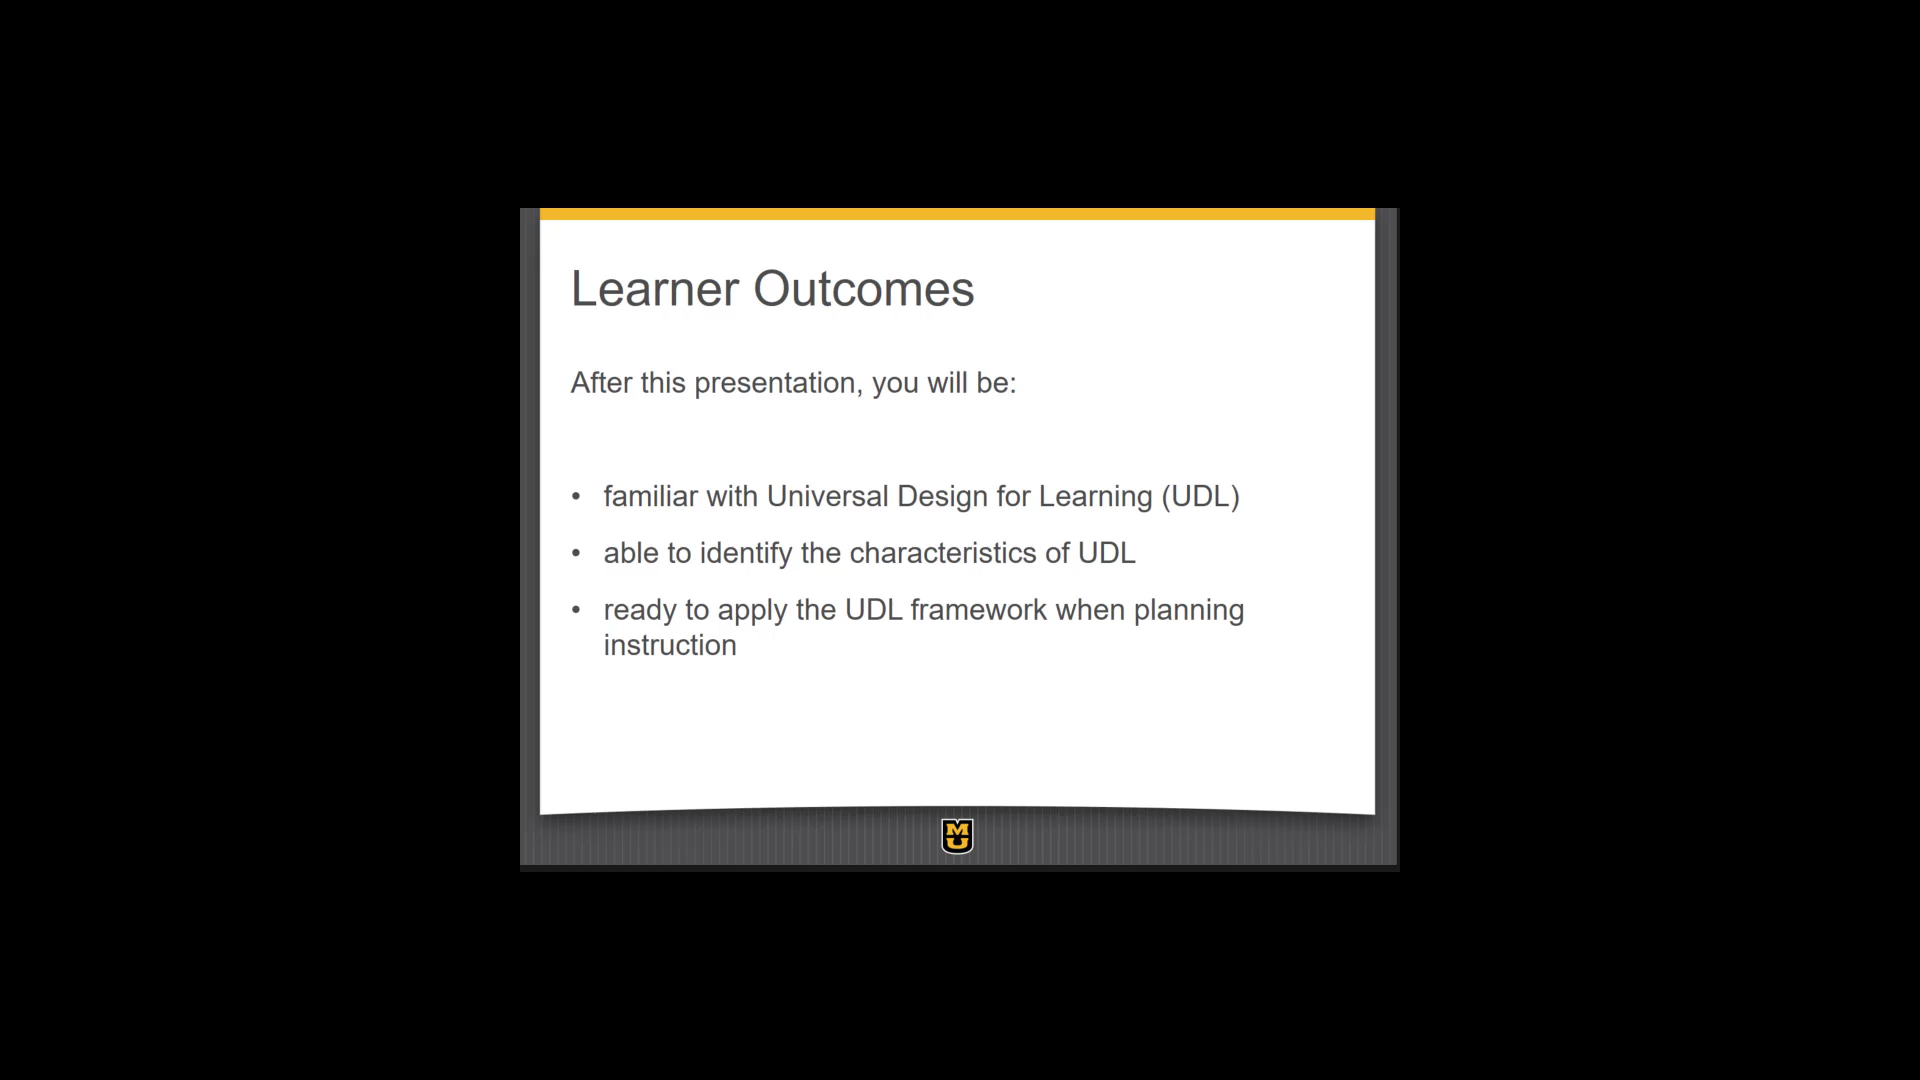 Learner Outcomes
After this presentation, you will be:
• familiar with Universal Design for Learning (UDL)
• able to identify the characteristics of UDL
• ready to apply the UDL framework when planning
instruction
MU